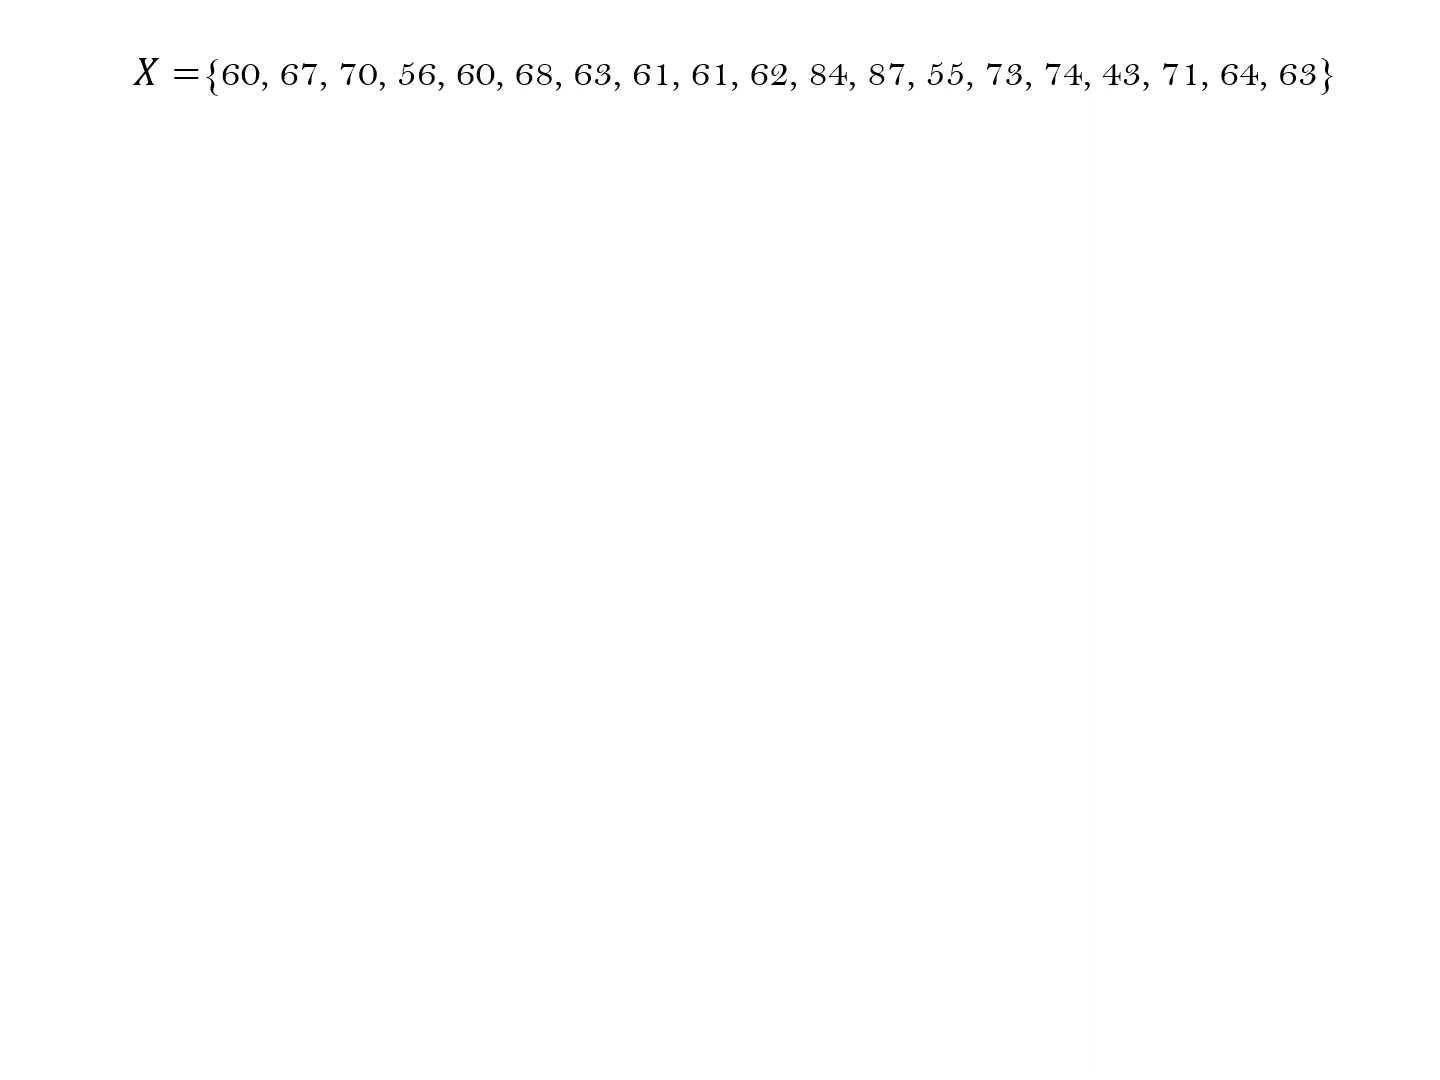 X = {60, 67, 70, 56, 60, 68, 63, 61, 61, 62, 84, 87, 55, 73, 74, 43, 71, 64, 63}